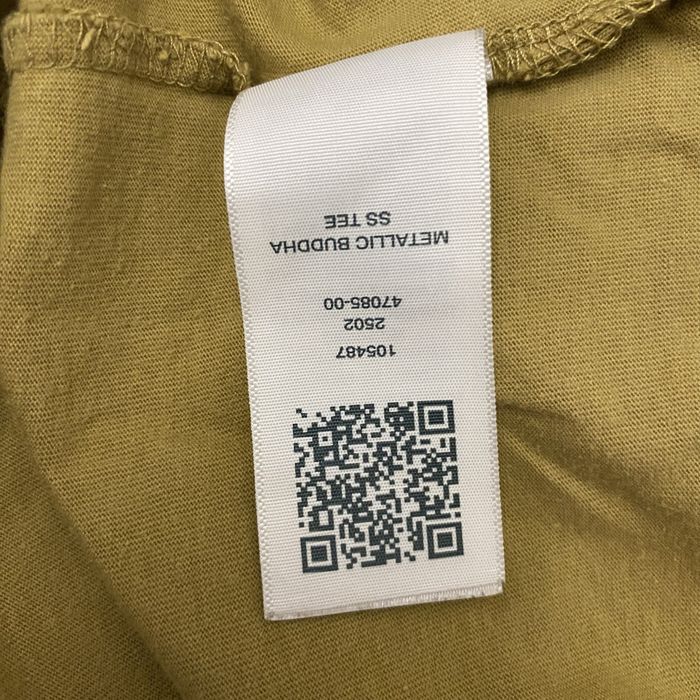 105487
2502
47085-00
METALLIC BUDDHA
SS TEE